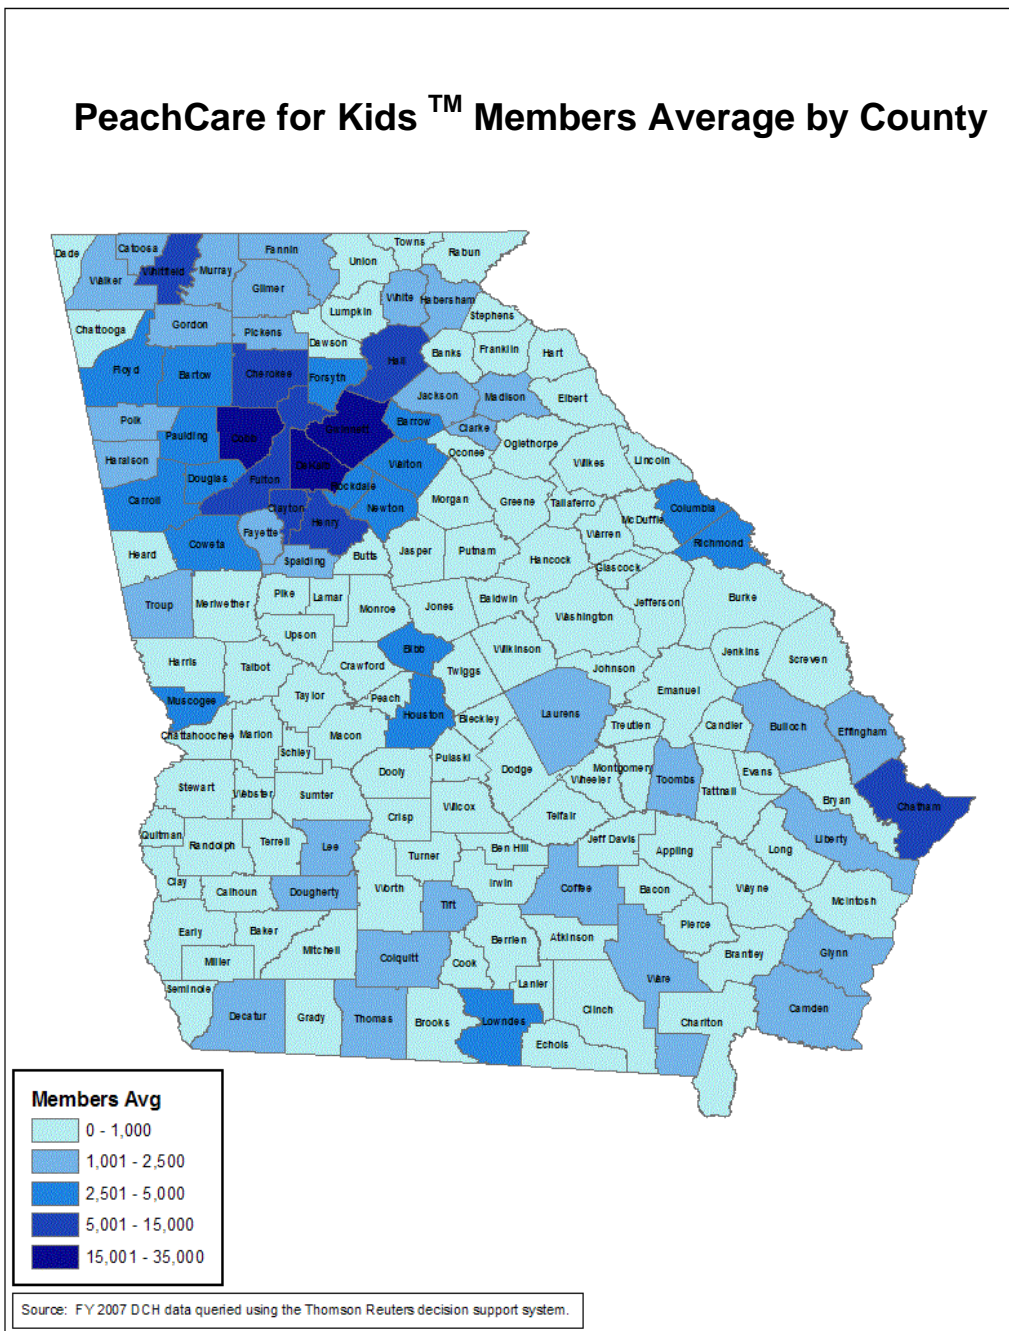 PeachCare for Kids ™ Members Average by County
Dade
Catoosa
Whitfield
Walker
Murray
Fannin
Gilmer
Union
Towns
Rabun
White
Habersham
Lumpkin
Stephens
Chattooga
Gordon
Pickens
Dawson
Hall
Banks
Franklin
Hart
Floyd
Bartow
Cherokee
Forsyth
Jackson
Madison
Elbert
Polk
Paulding
Cobb
Gwinnett
Barrow
Clarke
Oglethorpe
Oconee
Haralson
Douglas
Fulton
DeKalb
Rockdale
Walton
Wilkes
Lincoln
Carroll
Clayton
Henry
Newton
Morgan
Greene
Taliaferro
McDuffie
Columbia
Fayette
Coweta
Spalding
Butts
Jasper
Putnam
Hancock
Warren
Glascock
Richmond
Heard
Troup
Meriwether
Pike
Lamar
Monroe
Jones
Baldwin
Washington
Jefferson
Burke
Upson
Bibb
Wilkinson
Johnson
Jenkins
Screven
Harris
Talbot
Crawford
Twiggs
Emanuel
Muscogee
Taylor
Peach
Houston
Bleckley
Laurens
Treutlen
Candler
Bulloch
Effingham
Chattahoochee
Marion
Macon
Schley
Pulaski
Dodge
Wheeler
Montgomery
Toombs
Evans
Tattnall
Bryan
Chatham
Stewart
Webster
Sumter
Dooly
Wilcox
Crisp
Telfair
Quitman
Randolph
Terrell
Lee
Turner
Ben Hill
Jeff Davis
Appling
Long
Liberty
Clay
Calhoun
Dougherty
Worth
Tift
Irwin
Coffee
Bacon
Wayne
McIntosh
Early
Baker
Mitchell
Colquitt
Berrien
Atkinson
Pierce
Brantley
Glynn
Miller
Cook
Ware
Seminole
Lanier
Clinch
Camden
Decatur
Grady
Thomas
Brooks
Lowndes
Echols
Charlton
Members Avg
0 - 1,000
1,001 - 2,500
2,501 - 5,000
5,001 - 15,000
15,001 - 35,000
Source: FY 2007 DCH data queried using the Thomson Reuters decision support system.